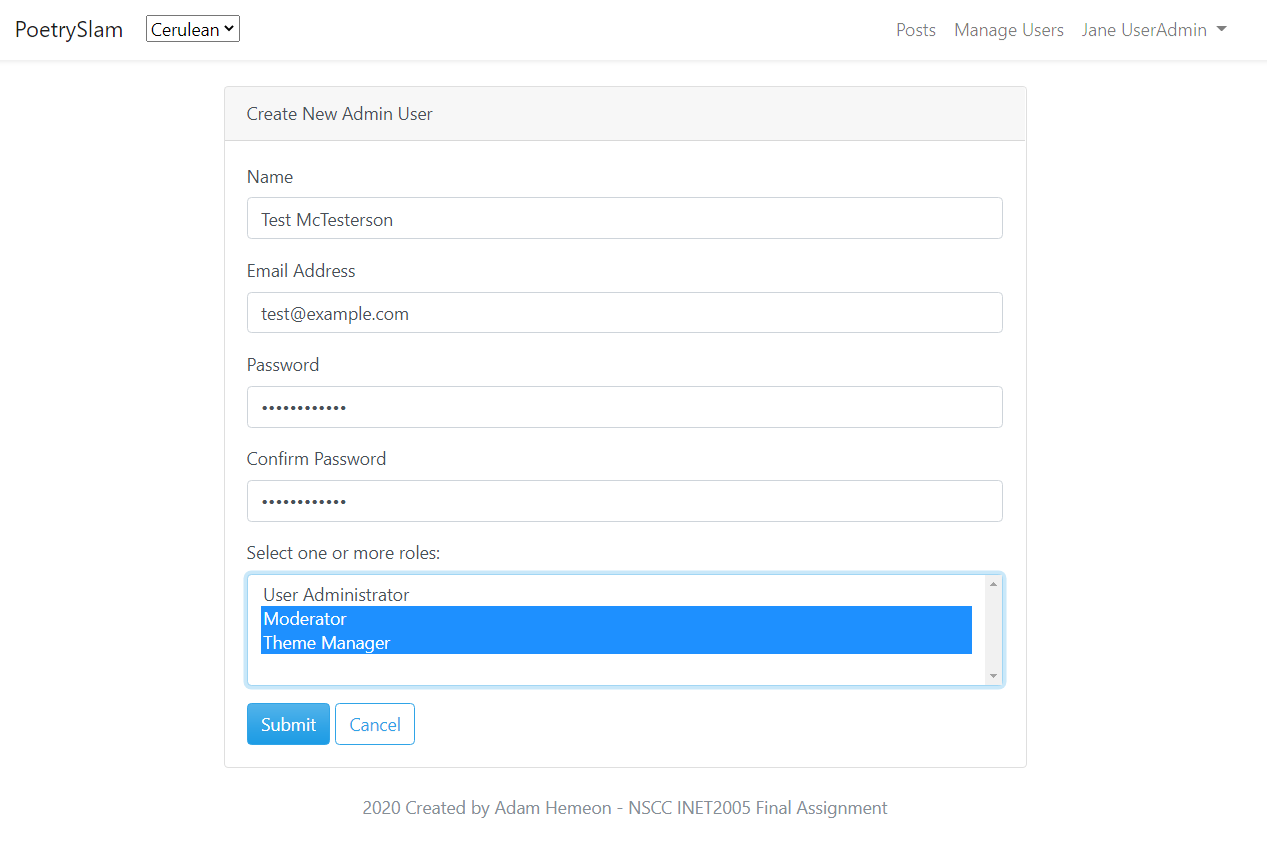 PoetrySlam Cerulean Posts Manage Users Jane UserAdmin
Create New Admin User
Name
Test McTesterson
Email Address
test@example.com
Password
••••••••••••
Confirm Password
••••••••••••
Select one or more roles:
User Administrator
Moderator
Theme Manager
Submit Cancel
2020 Created by Adam Hemeon - NSCC INET2005 Final Assignment